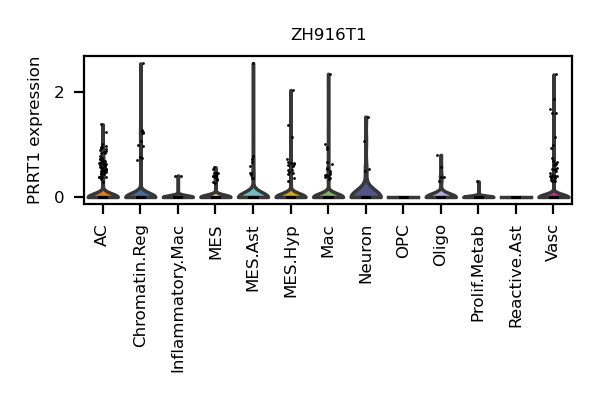 ZH916T1
PRRT1 expression
2
0
AC
Chromatin.Reg
Inflammatory.Mac
MES
MES.Ast
MES.Hyp
Mac
Neuron
OPC
Oligo
Prolif.Metab
Reactive.Ast
Vasc